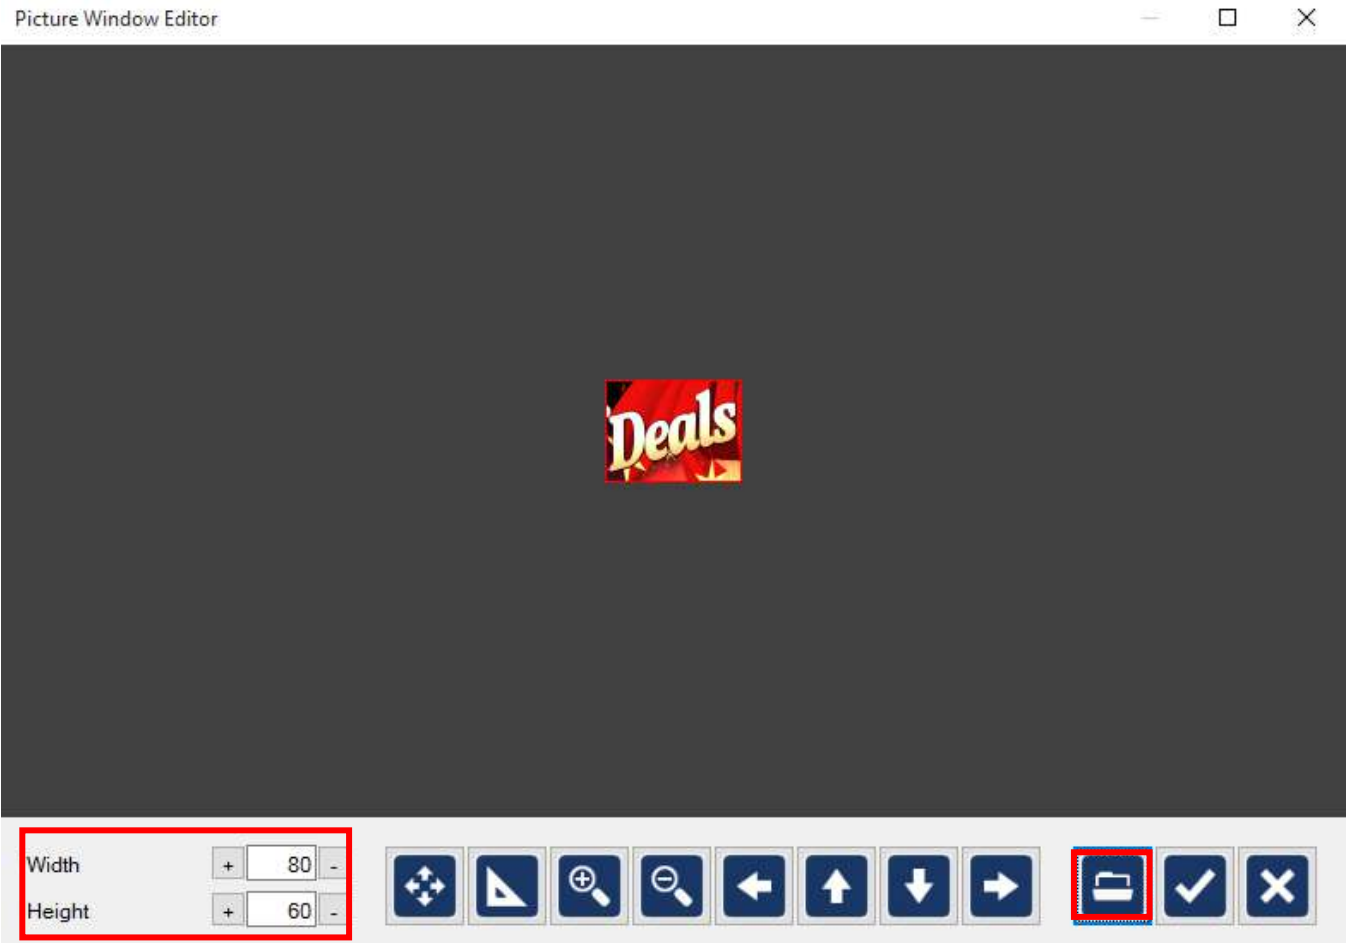 Picture Window Editor
Deals
Width + 80 -
Height + 60 -